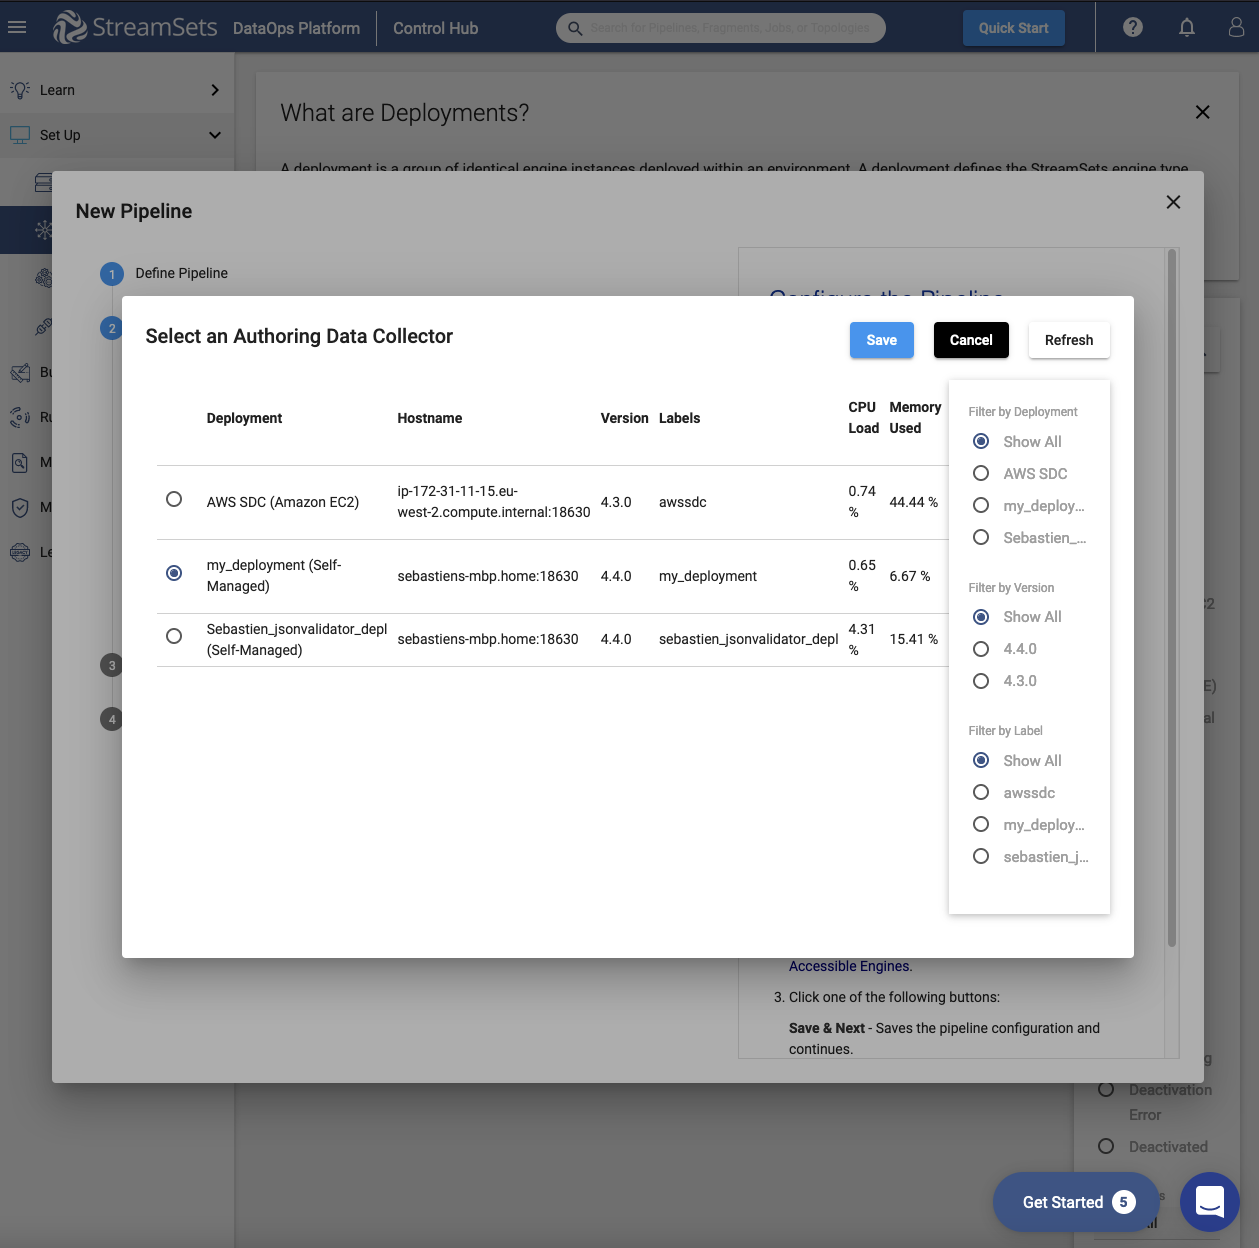 StreamSets DataOps Platform Control Hub
Search for Pipelines, Fragments, Jobs, or Topologies
Quick Start
Learn
Set Up
What are Deployments?
A deployment is a group of identical engine instances deployed within an environment. A deployment defines the StreamSets engine type,
New Pipeline
1 Define Pipeline
Configure the Pipeline
2
Select an Authoring Data Collector
Save
Cancel
Refresh
Deployment Hostname Version Labels CPU Load Memory Used
AWS SDC (Amazon EC2) ip-172-31-11-15.eu-
west-2.compute.internal:18630 4.3.0 awssdc 0.74 % 44.44 %
my_deployment (Self-
Managed) sebastiens-mbp.home:18630 4.4.0 my_deployment 0.65 % 6.67 %
Sebastien_jsonvalidator_depl
(Self-Managed) sebastiens-mbp.home:18630 4.4.0 sebastien_jsonvalidator_depl 4.31 % 15.41 %
Filter by Deployment
Show All
AWS SDC
my_deploy...
Sebastien_...
Filter by Version
Show All
4.4.0
4.3.0
Filter by Label
Show All
awssdc
my_deploy...
sebastien_j...
3
4
Accessible Engines.
3. Click one of the following buttons:
Save & Next - Saves the pipeline configuration and
continues.
Deactivation
Error
Deactivated
Get Started 5